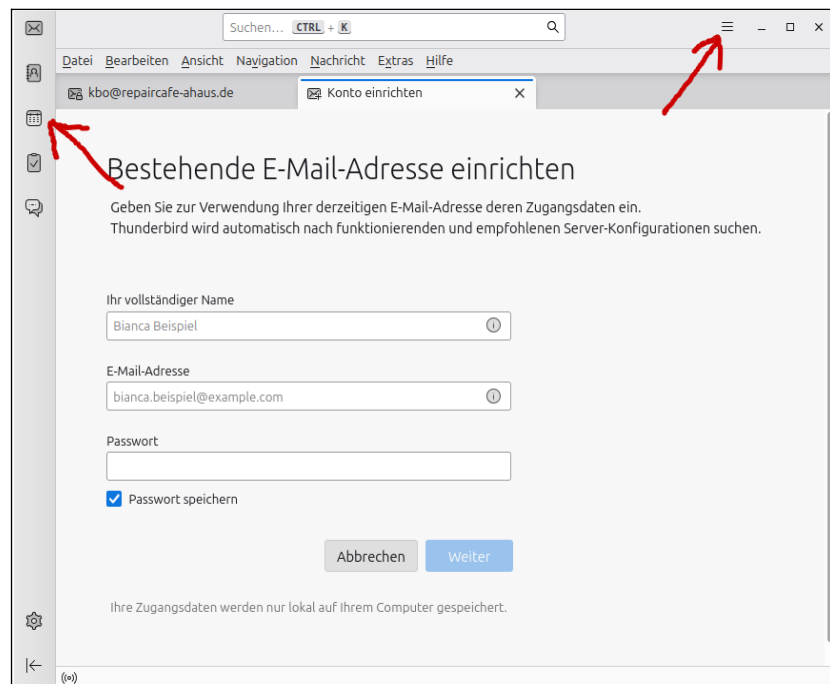 Suchen... CTRL + K
Datei Bearbeiten Ansicht Navigation Nachricht Extras Hilfe
kbo@repaircafe-ahaus.de Konto einrichten
Bestehende E-Mail-Adresse einrichten
Geben Sie zur Verwendung Ihrer derzeitigen E-Mail-Adresse deren Zugangsdaten ein.
Thunderbird wird automatisch nach funktionierenden und empfohlenen Server-Konfigurationen suchen.
Ihr vollständiger Name
Bianca Beispiel
E-Mail-Adresse
bianca.beispiel@example.com
Passwort
Passwort speichern
Abbrechen Weiter
Ihre Zugangsdaten werden nur lokal auf Ihrem Computer gespeichert.